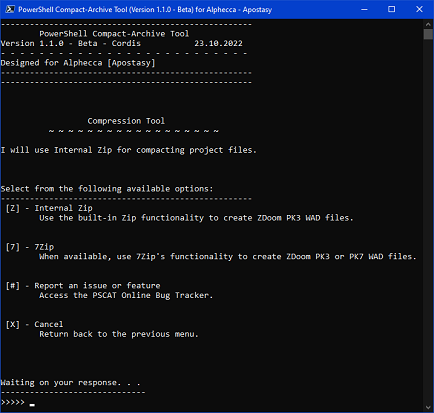 PowerShell Compact-Archive Tool (Version 1.1.0 - Beta) for Alphecca - Apostasy
-----------------------------------------------------
PowerShell Compact-Archive Tool
Version 1.1.0 - Beta - Cordis 23.10.2022
- - - - - - - - - - - - - - - - - - - - - - - - - -
Designed for Alphecca [Apostasy]
-----------------------------------------------------
-----------------------------------------------------
Compression Tool
~ ~ ~ ~ ~ ~ ~ ~ ~ ~ ~ ~ ~ ~ ~ ~ ~ ~
I will use Internal Zip for compacting project files.
Select from the following available options:
-----------------------------------------------------
[Z] - Internal Zip
Use the built-in Zip functionality to create ZDoom PK3 WAD files.
[7] - 7Zip
When available, use 7Zip's functionality to create ZDoom PK3 or PK7 WAD files.
[#] - Report an issue or feature
Access the PSCAT Online Bug Tracker.
[X] - Cancel
Return back to the previous menu.
Waiting on your response. . .
------------------------------
>>>>> _